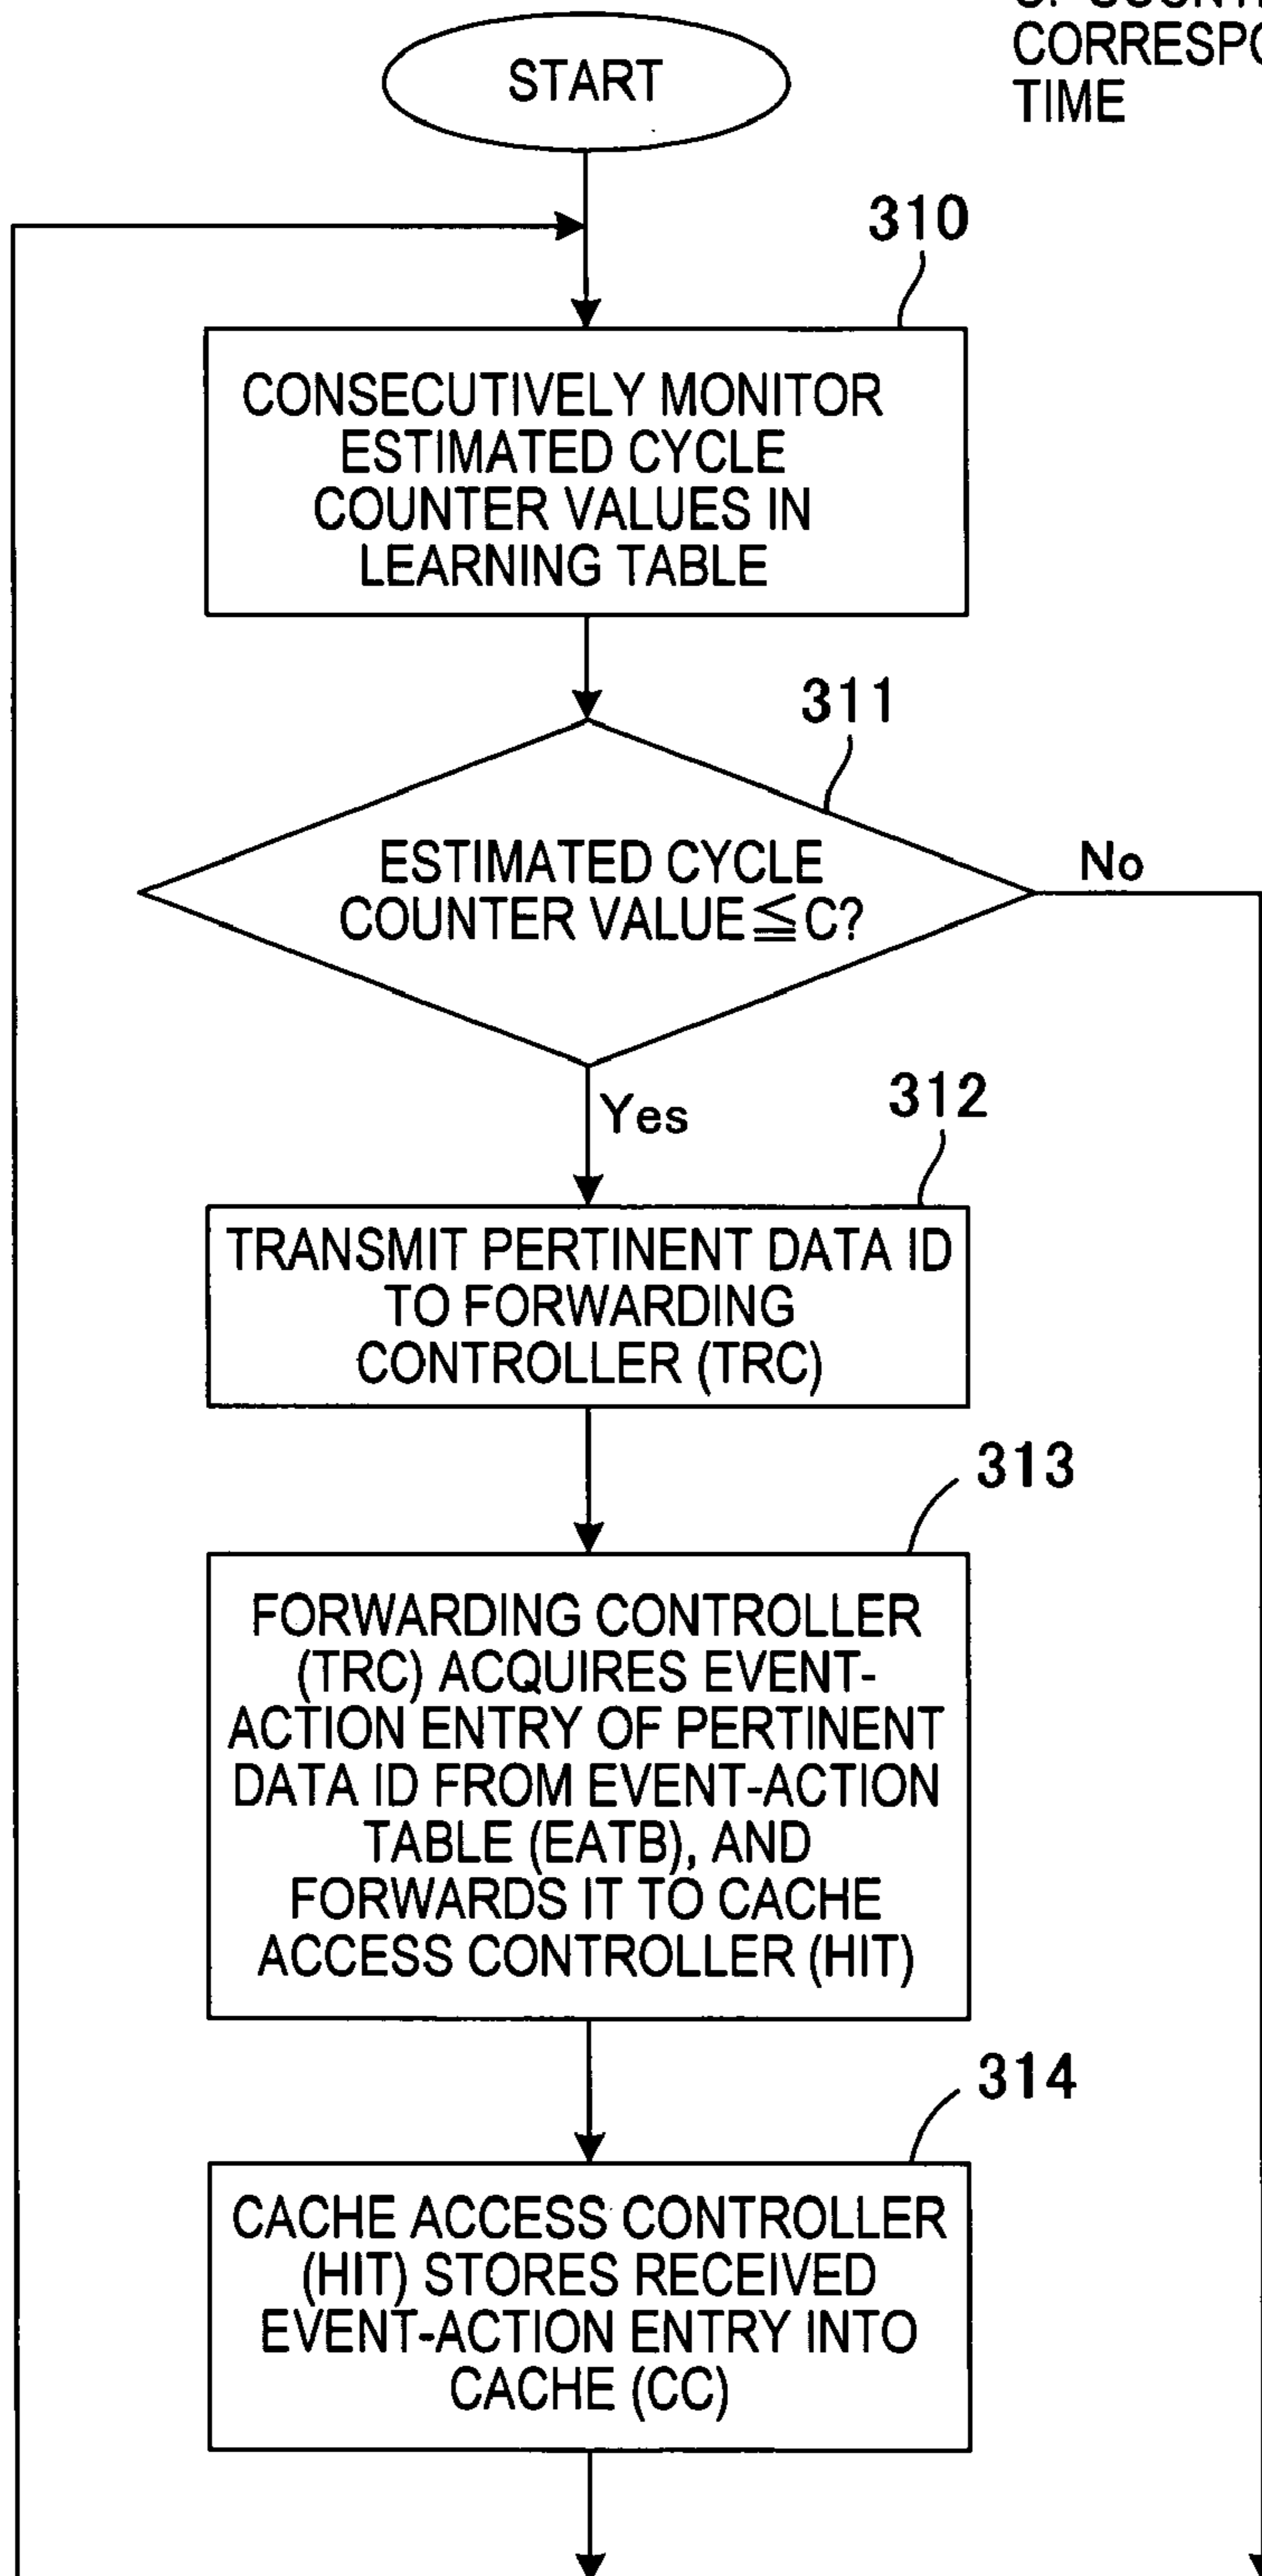 CORRESPO
TIME
START
310
CONSECUTIVELY MONITOR
ESTIMATED CYCLE
COUNTER VALUES IN
LEARNING TABLE
311
ESTIMATED CYCLE
COUNTER VALUE≦C?
No
Yes
312
TRANSMIT PERTINENT DATA ID
TO FORWARDING
CONTROLLER (TRC)
313
FORWARDING CONTROLLER
(TRC) ACQUIRES EVENT-
ACTION ENTRY OF PERTINENT
DATA ID FROM EVENT-ACTION
TABLE (EATB), AND
FORWARDS IT TO CACHE
ACCESS CONTROLLER (HIT)
314
CACHE ACCESS CONTROLLER
(HIT) STORES RECEIVED
EVENT-ACTION ENTRY INTO
CACHE (CC)